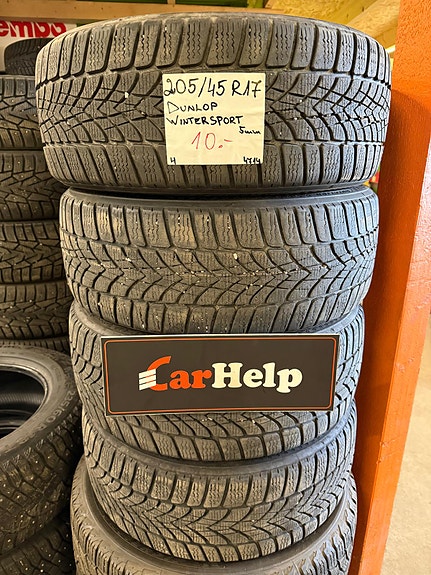 205/45 R17
DUNLOP
WINTERSPORT
5mm
10.-
4 4714
CarHelp